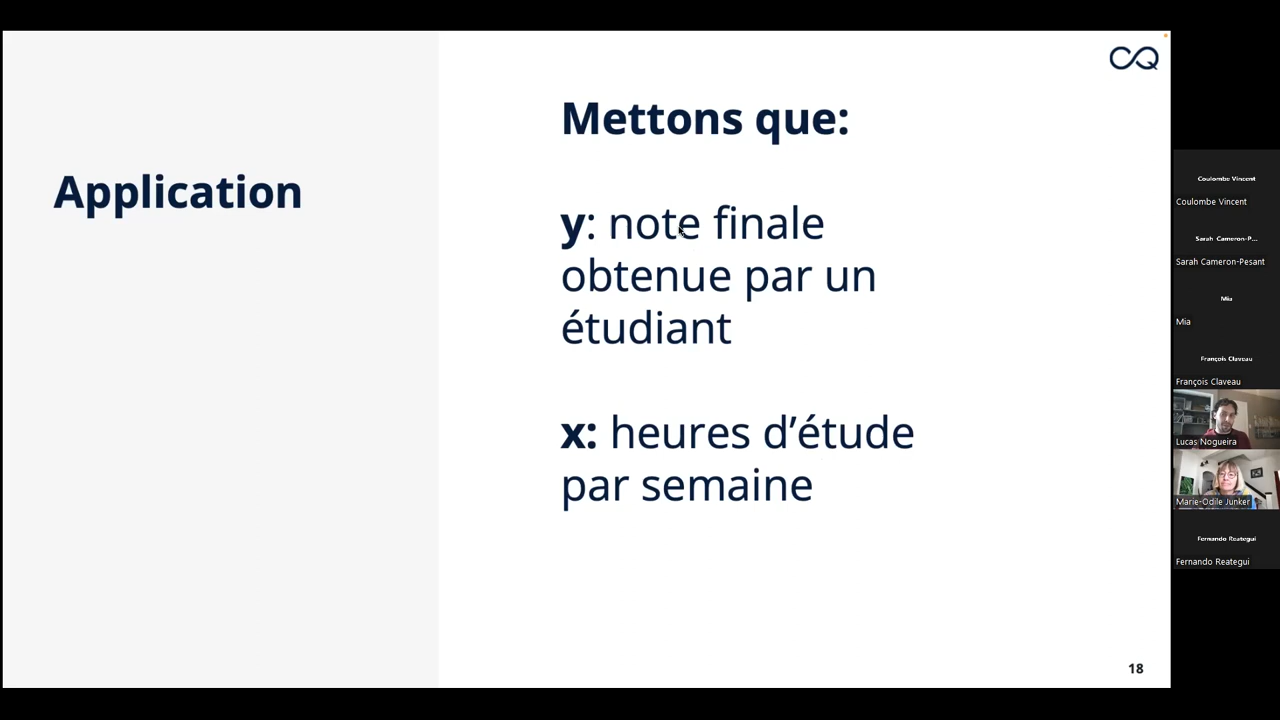 CQ
Application
Mettons que:
y: note finale
obtenue par un
étudiant
x: heures d’étude
par semaine
18
Coulombe Vincent
Coulombe Vincent
Sarah Cameron-P...
Sarah Cameron-Pesant
Mia
Mia
François Claveau
François Claveau
Lucas Nogueira
Marie-Odile Junker
Fernando Reategui
Fernando Reategui